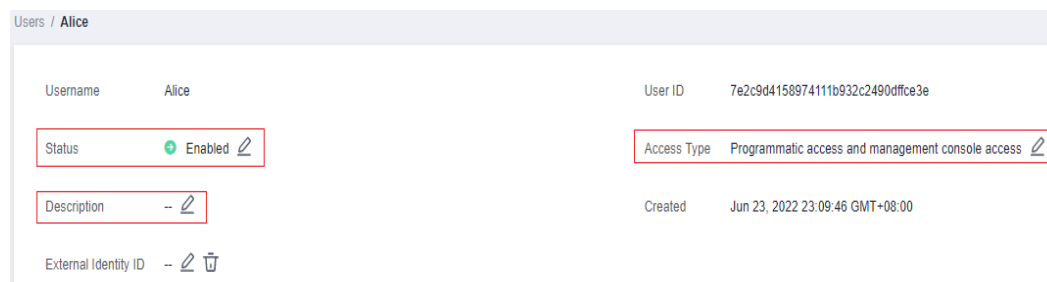 Users / Alice
Username Alice
User ID 7e2c9d4158974111b932c2490dffce3e
Status Enabled
Access Type Programmatic access and management console access
Description --
Created Jun 23, 2022 23:09:46 GMT+08:00
External Identity ID --